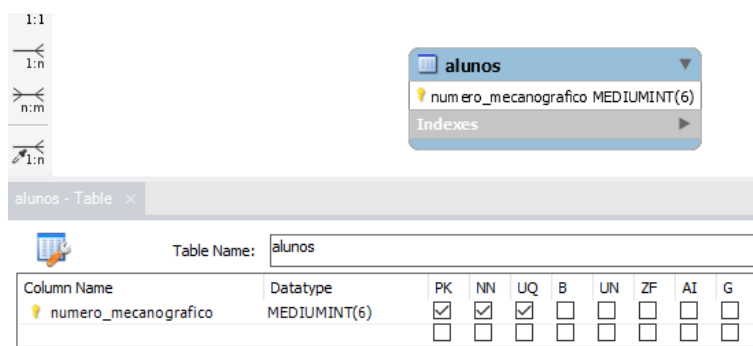 1:1
1:n
n:m
1:n
alunos
numero_mecanografico MEDIUMINT(6)
Indexes
alunos - Table ×
Table Name: alunos
Column Name Datatype PK NN UQ B UN ZF AI G
numero_mecanografico MEDIUMINT(6)